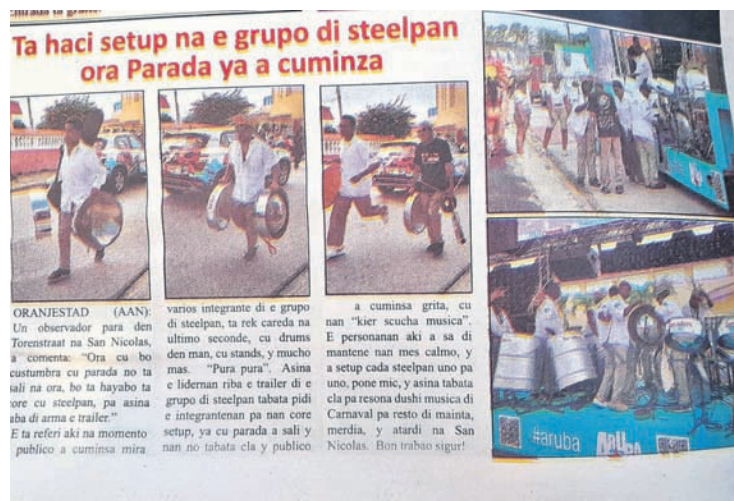 Ta haci setup na e grupo di steelpan
ora Parada ya a cuminza
ORANJESTAD (AAN):
Un observador para den
Torenstraat na San Nicolas,
a comenta: “Ora cu bo
custumbra cu parada no ta
sali na ora, bo ta hayabo ta
core cu steelpan, pa asina
aba di arma e trailer.”
E ta referi aki na momento
publico a cuminsa mira
varios integrante di e grupo
di steelpan, ta rek careda na
ultimo seconde, cu drums
den man, cu stands, y mucho
mas. “Pura pura”. Asina
e lidernan riba e trailer di e
grupo di steelpan tabata pidi
e integrantenan pa nan core
setup, ya cu parada a sali y
nan no tabata cla y publico
a cuminsa grita, cu
nan “kier scucha musica”.
E personanan aki a sa di
mantene nan mes calmo, y
a setup cada steelpan uno pa
uno, pone mic, y asina tabata
cla pa resona dushi musica di
Carnaval pa resto di mainta,
merdia, y atardi na San
Nicolas. Bon trabao sigur!
#aruba
ARUBA